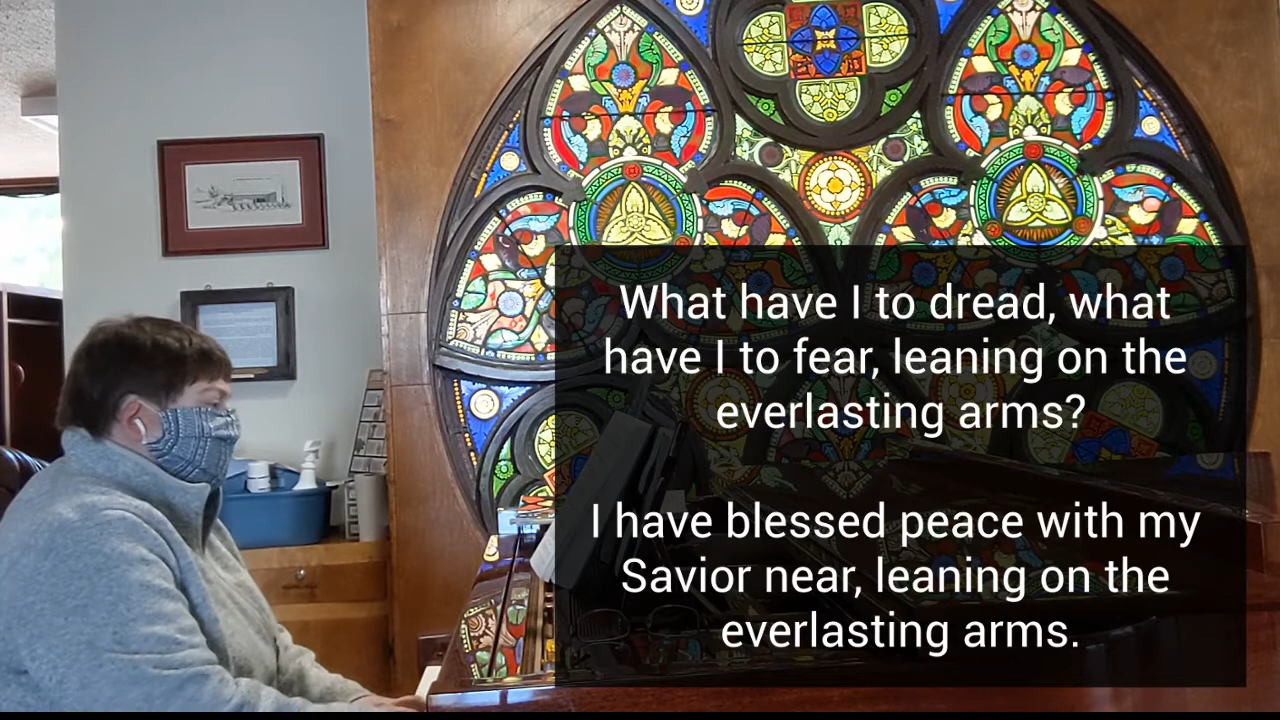 What have I to dread, what
have I to fear, leaning on the
everlasting arms?
I have blessed peace with my
Savior near, leaning on the
everlasting arms.